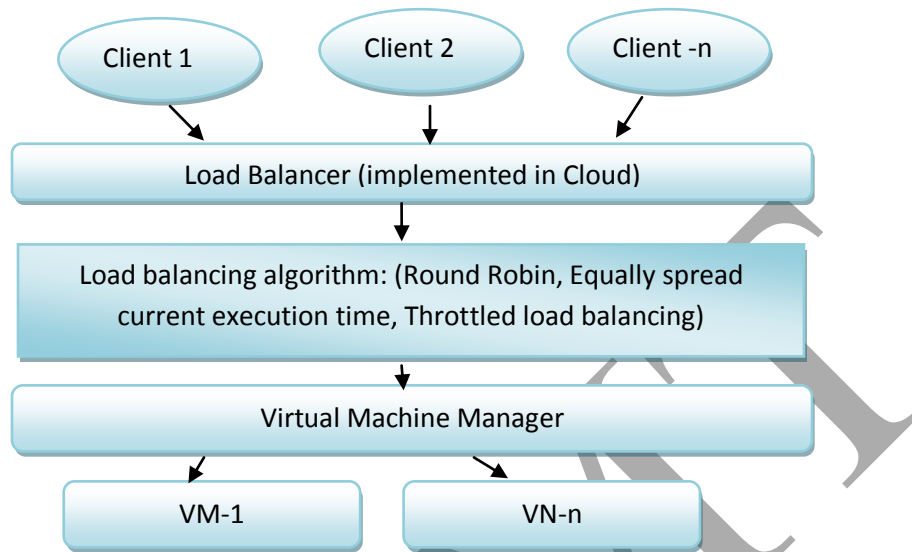 Client 1
Client 2
Client -n
Load Balancer (implemented in Cloud)
Load balancing algorithm: (Round Robin, Equally spread
current execution time, Throttled load balancing)
Virtual Machine Manager
VM-1
VN-n